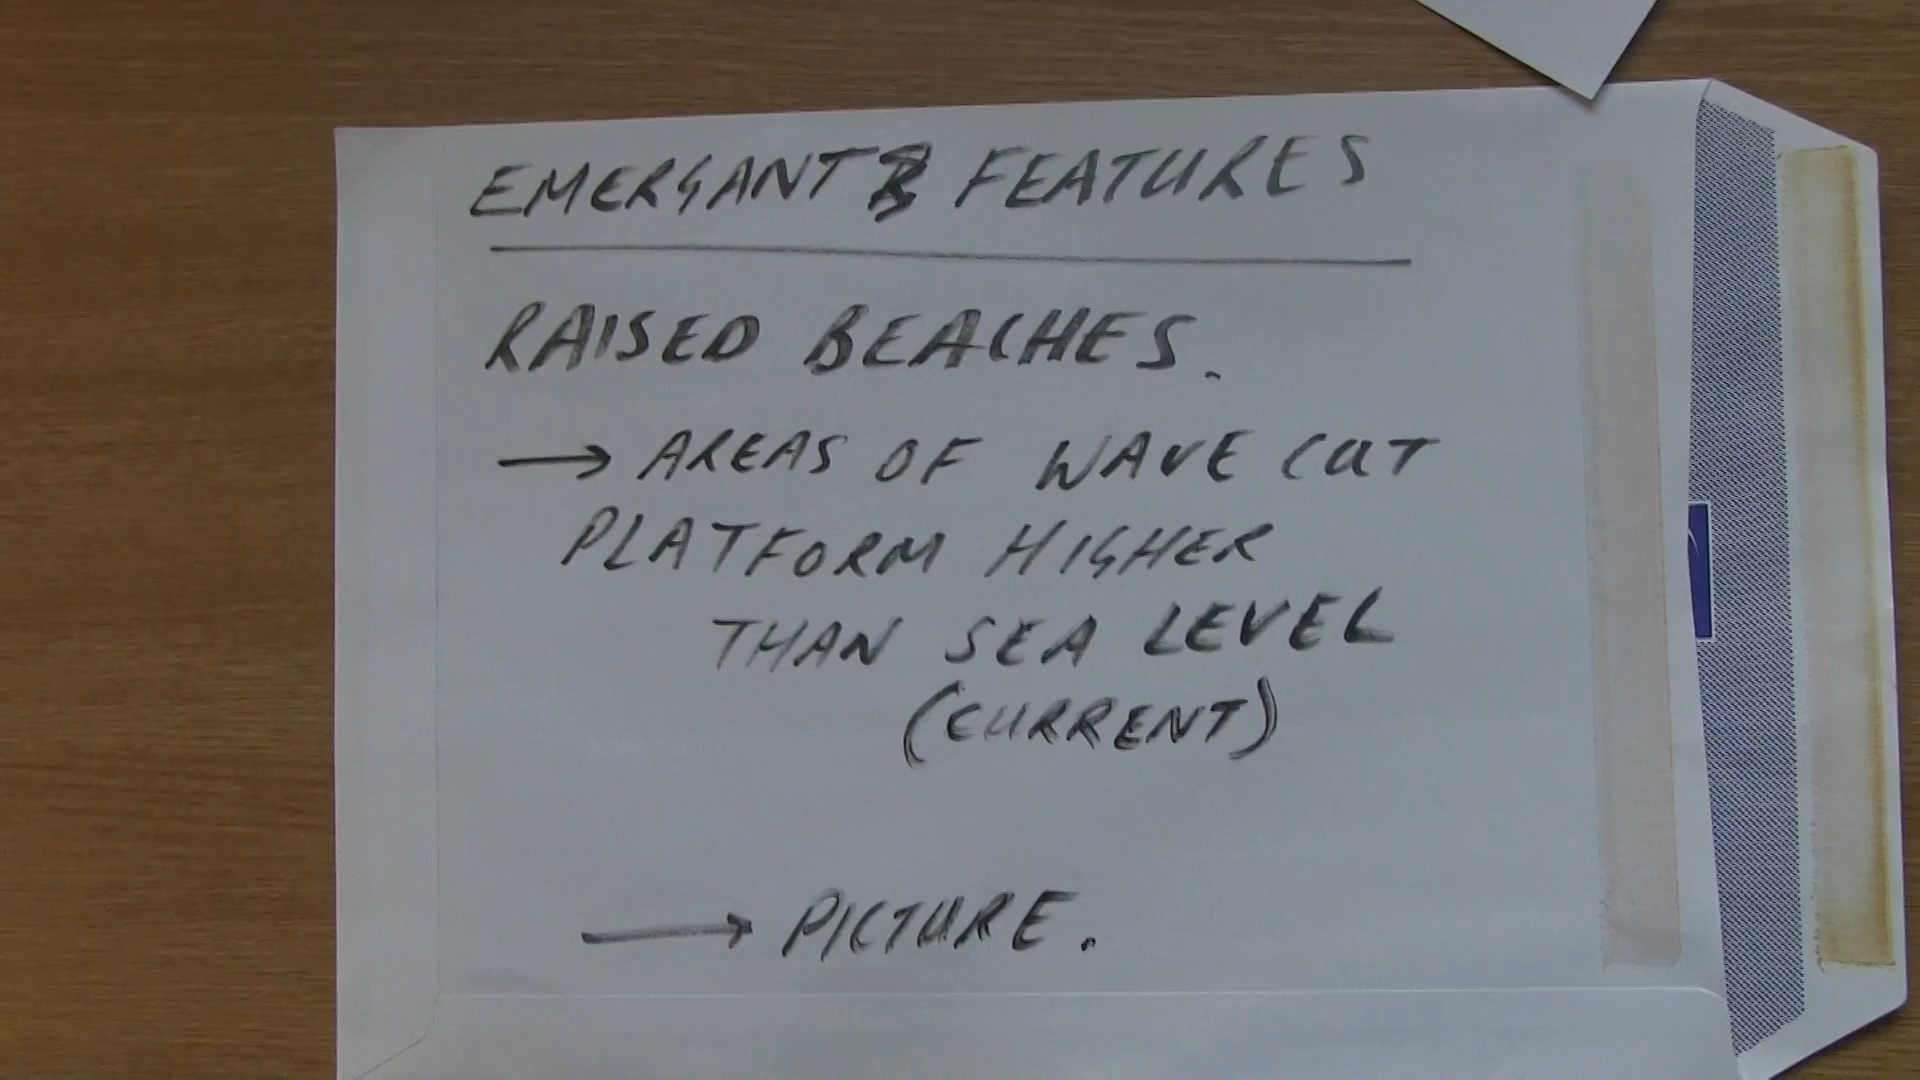 EMERGANT FEATURES
RAISED BEACHES.
→ AREAS OF WAVE CUT
PLATFORM HIGHER
THAN SEA LEVEL
(CURRENT)
→ PICTURE.